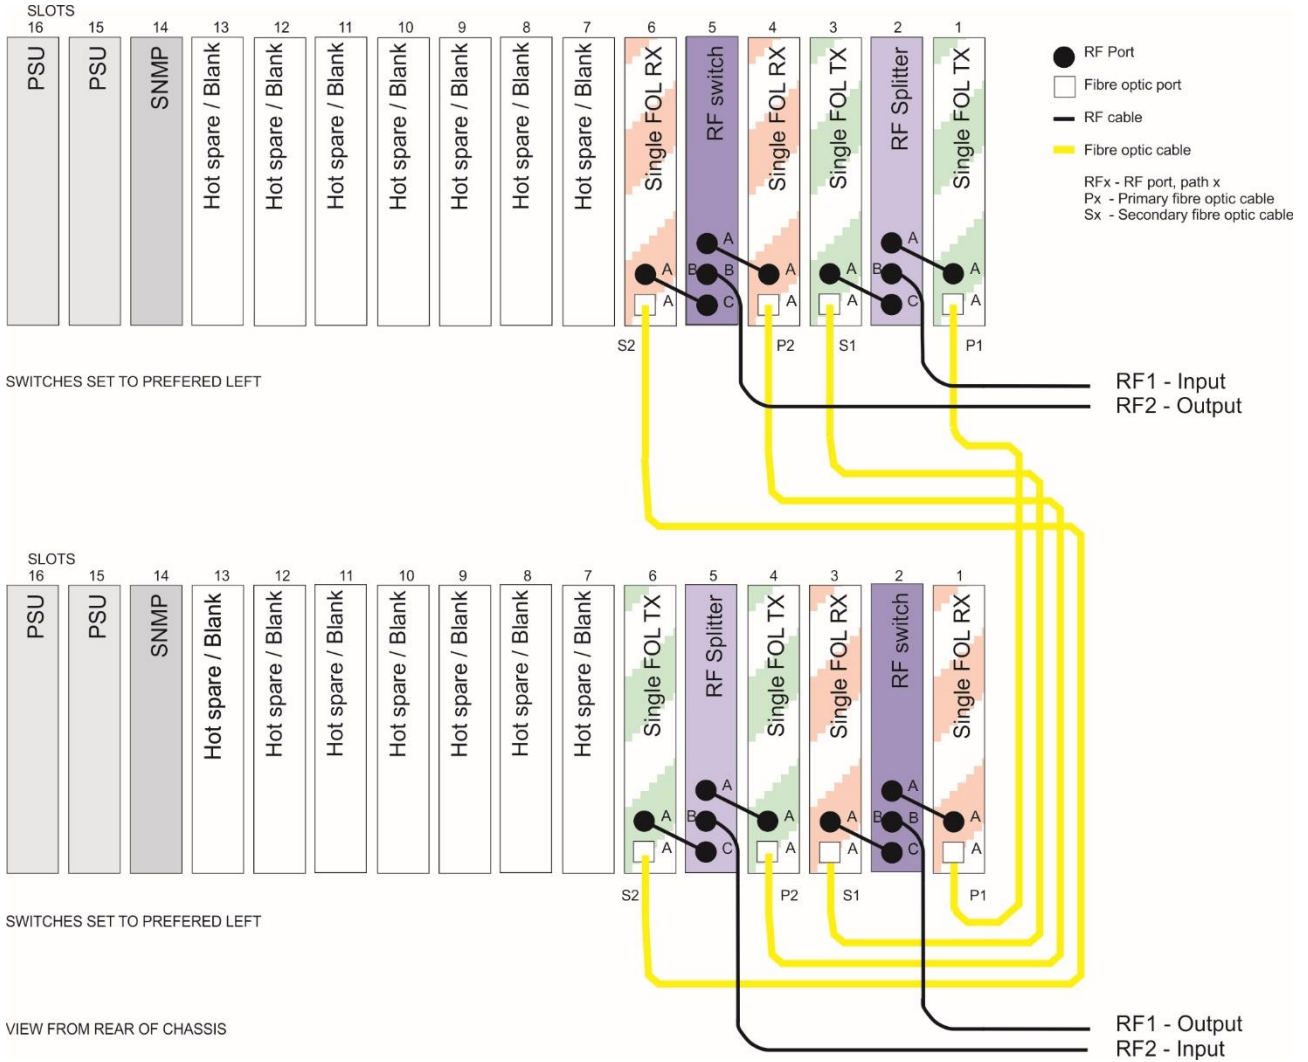 SLOTS
16 15 14 13 12 11 10 9 8 7 6 5 4 3 2 1
PSU
PSU
SNMP
Hot spare / Blank
Hot spare / Blank
Hot spare / Blank
Hot spare / Blank
Hot spare / Blank
Hot spare / Blank
Hot spare / Blank
Single FOL RX
RF switch
Single FOL RX
Single FOL TX
RF Splitter
Single FOL TX
A A
A B B C A
A A
A A
A B C A
A A
S2 P2 S1 P1
RF Port
Fibre optic port
RF cable
Fibre optic cable
RFx - RF port, path x
Px - Primary fibre optic cable
Sx - Secondary fibre optic cable
SWITCHES SET TO PREFERED LEFT
RF1 - Input
RF2 - Output
SLOTS
16 15 14 13 12 11 10 9 8 7 6 5 4 3 2 1
PSU
PSU
SNMP
Hot spare / Blank
Hot spare / Blank
Hot spare / Blank
Hot spare / Blank
Hot spare / Blank
Hot spare / Blank
Hot spare / Blank
Single FOL TX
RF Splitter
Single FOL TX
Single FOL RX
RF switch
Single FOL RX
A A
A B C
A A
A A
A B B C
A A
S2 P2 S1 P1
SWITCHES SET TO PREFERED LEFT
VIEW FROM REAR OF CHASSIS
RF1 - Output
RF2 - Input